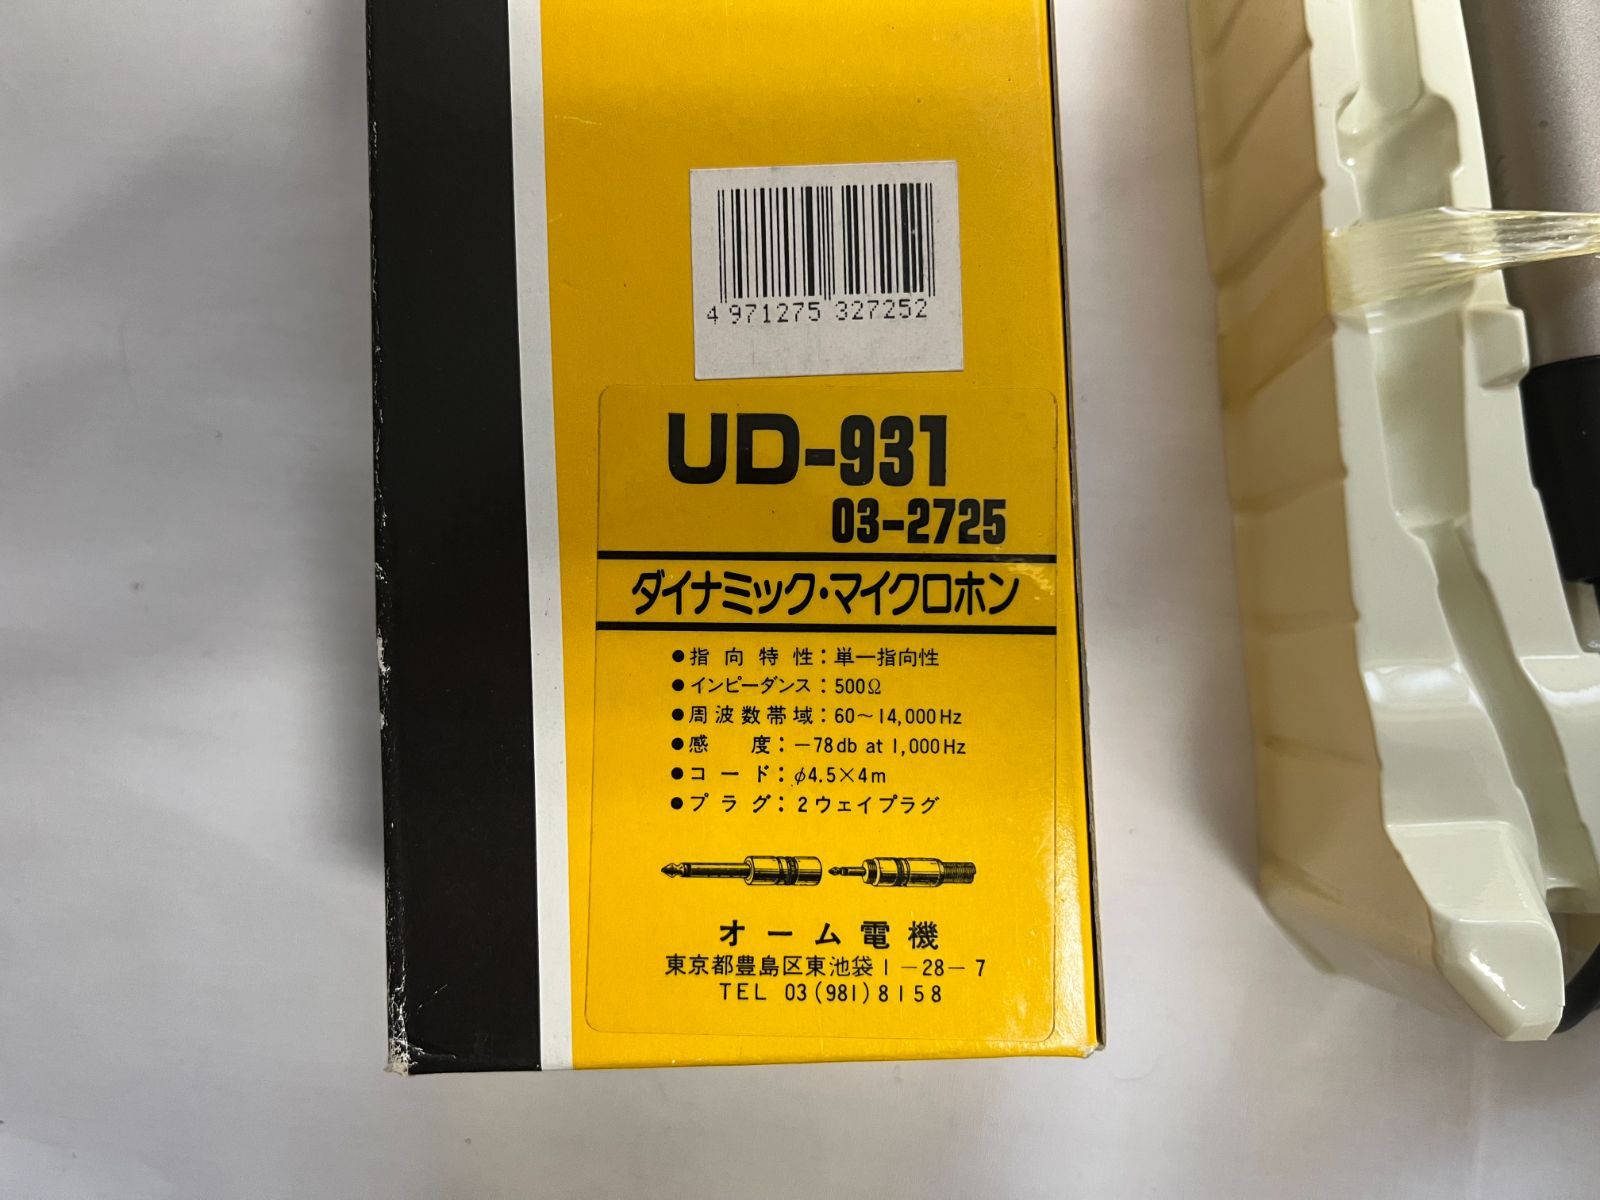 4 971275 327252
UD-931
03-2725
ダイナミック・マイクロホン
●指向特性：単一指向性
●インピーダンス：500Ω
●周波数帯域：60〜14,000Hz
●感度：−78db at 1,000Hz
●コード：φ4.5×4m
●プラグ：2ウェイプラグ
オーム電機
東京都豊島区東池袋1−28−7
TEL 03(981)8158